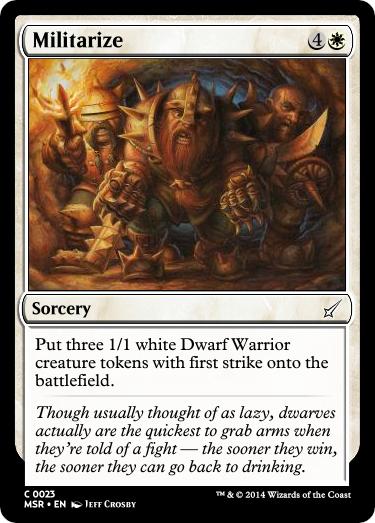 Militarize 4
Sorcery
Put three 1/1 white Dwarf Warrior
creature tokens with first strike onto the
battlefield.
Though usually thought of as lazy, dwarves
actually are the quickest to grab arms when
they're told of a fight — the sooner they win,
the sooner they can go back to drinking.
C 0023
MSR • EN Jeff Crosby
™ & © 2014 Wizards of the Coast